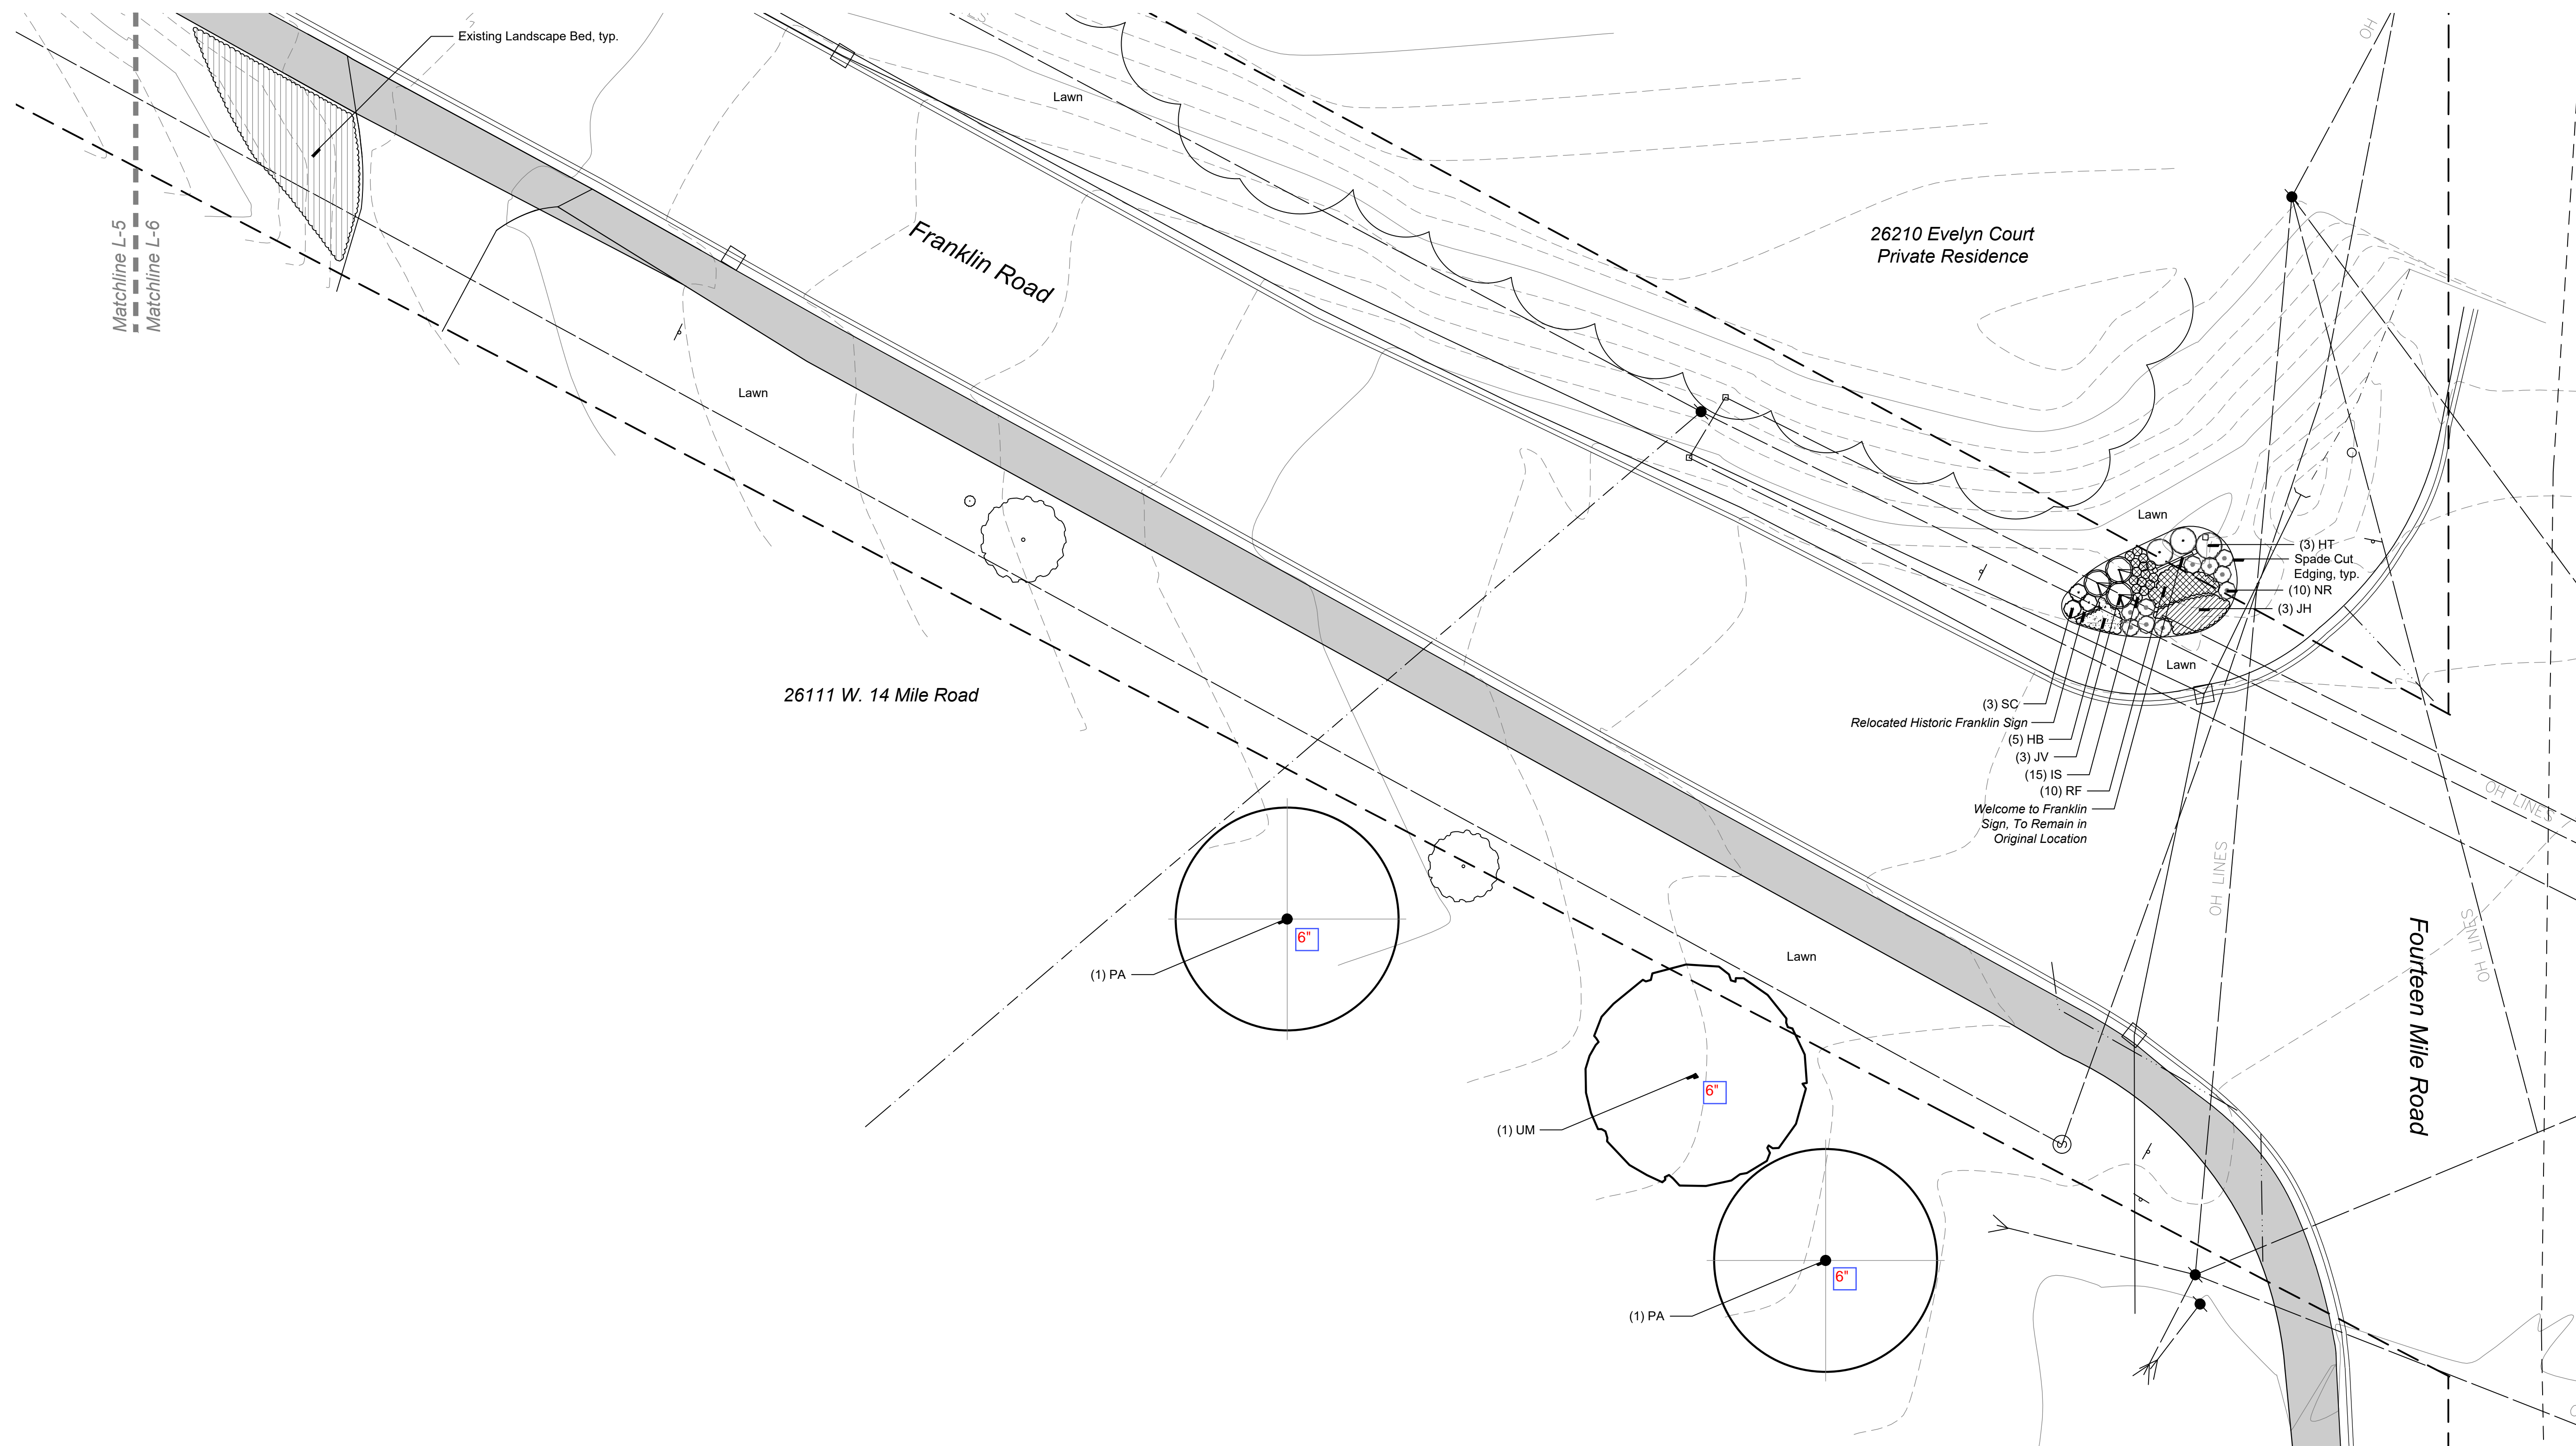 Existing Landscape Bed, typ.
Lawn
OH
Matchline L-5
Matchline L-6
Franklin Road
26210 Evelyn Court
Private Residence
Lawn
Lawn
(3) HT
Spade Cut
Edging, typ.
(10) NR
(3) JH
Lawn
26111 W. 14 Mile Road
(3) SC
Relocated Historic Franklin Sign
(5) HB
(3) JV
(15) IS
(10) RF
Welcome to Franklin
Sign, To Remain in
Original Location
OH LINES
OH LINES
OH LINES
Fourteen Mile Road
6"
(1) PA
Lawn
6"
(1) UM
S
6"
(1) PA